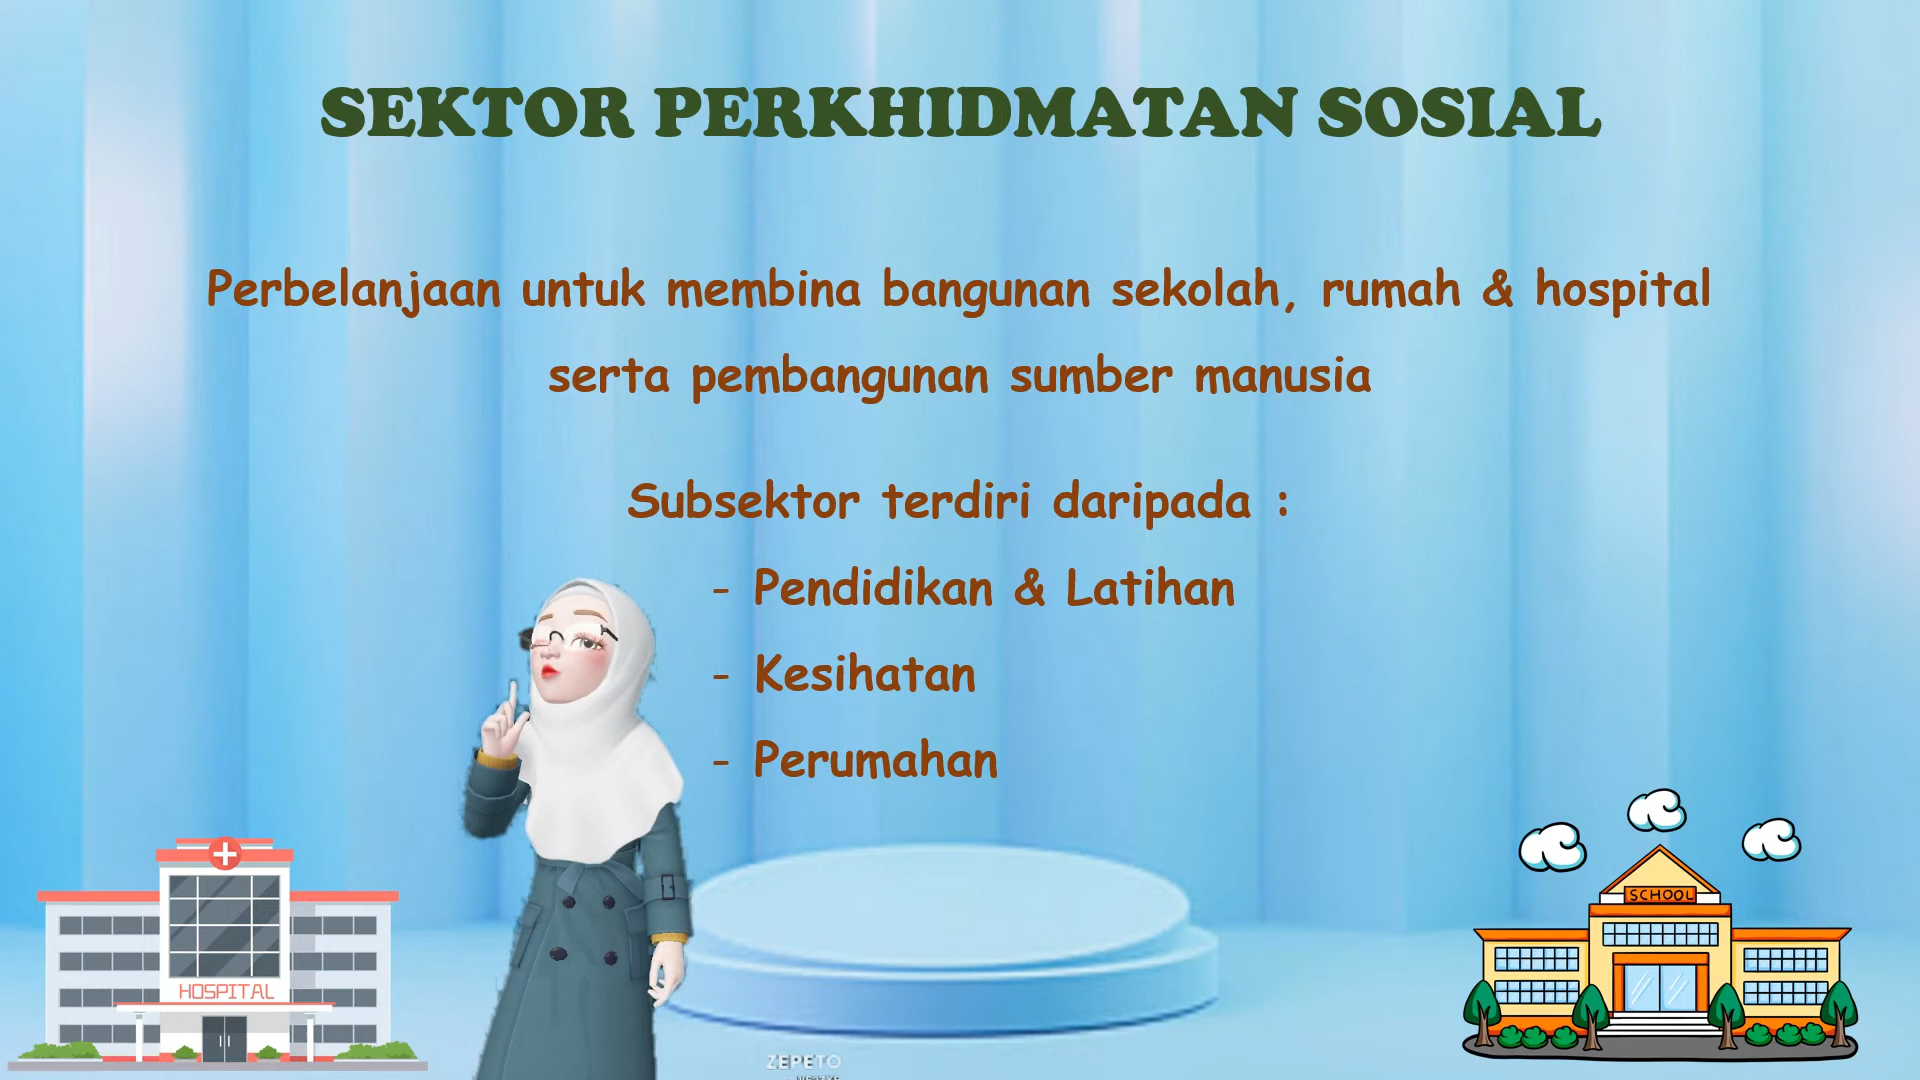 SEKTOR PERKHIDMATAN SOSIAL
Perbelanjaan untuk membina bangunan sekolah, rumah & hospital
serta pembangunan sumber manusia
Subsektor terdiri daripada :
- Pendidikan & Latihan
- Kesihatan
- Perumahan
SCHOOL
HOSPITAL
ZEPETO